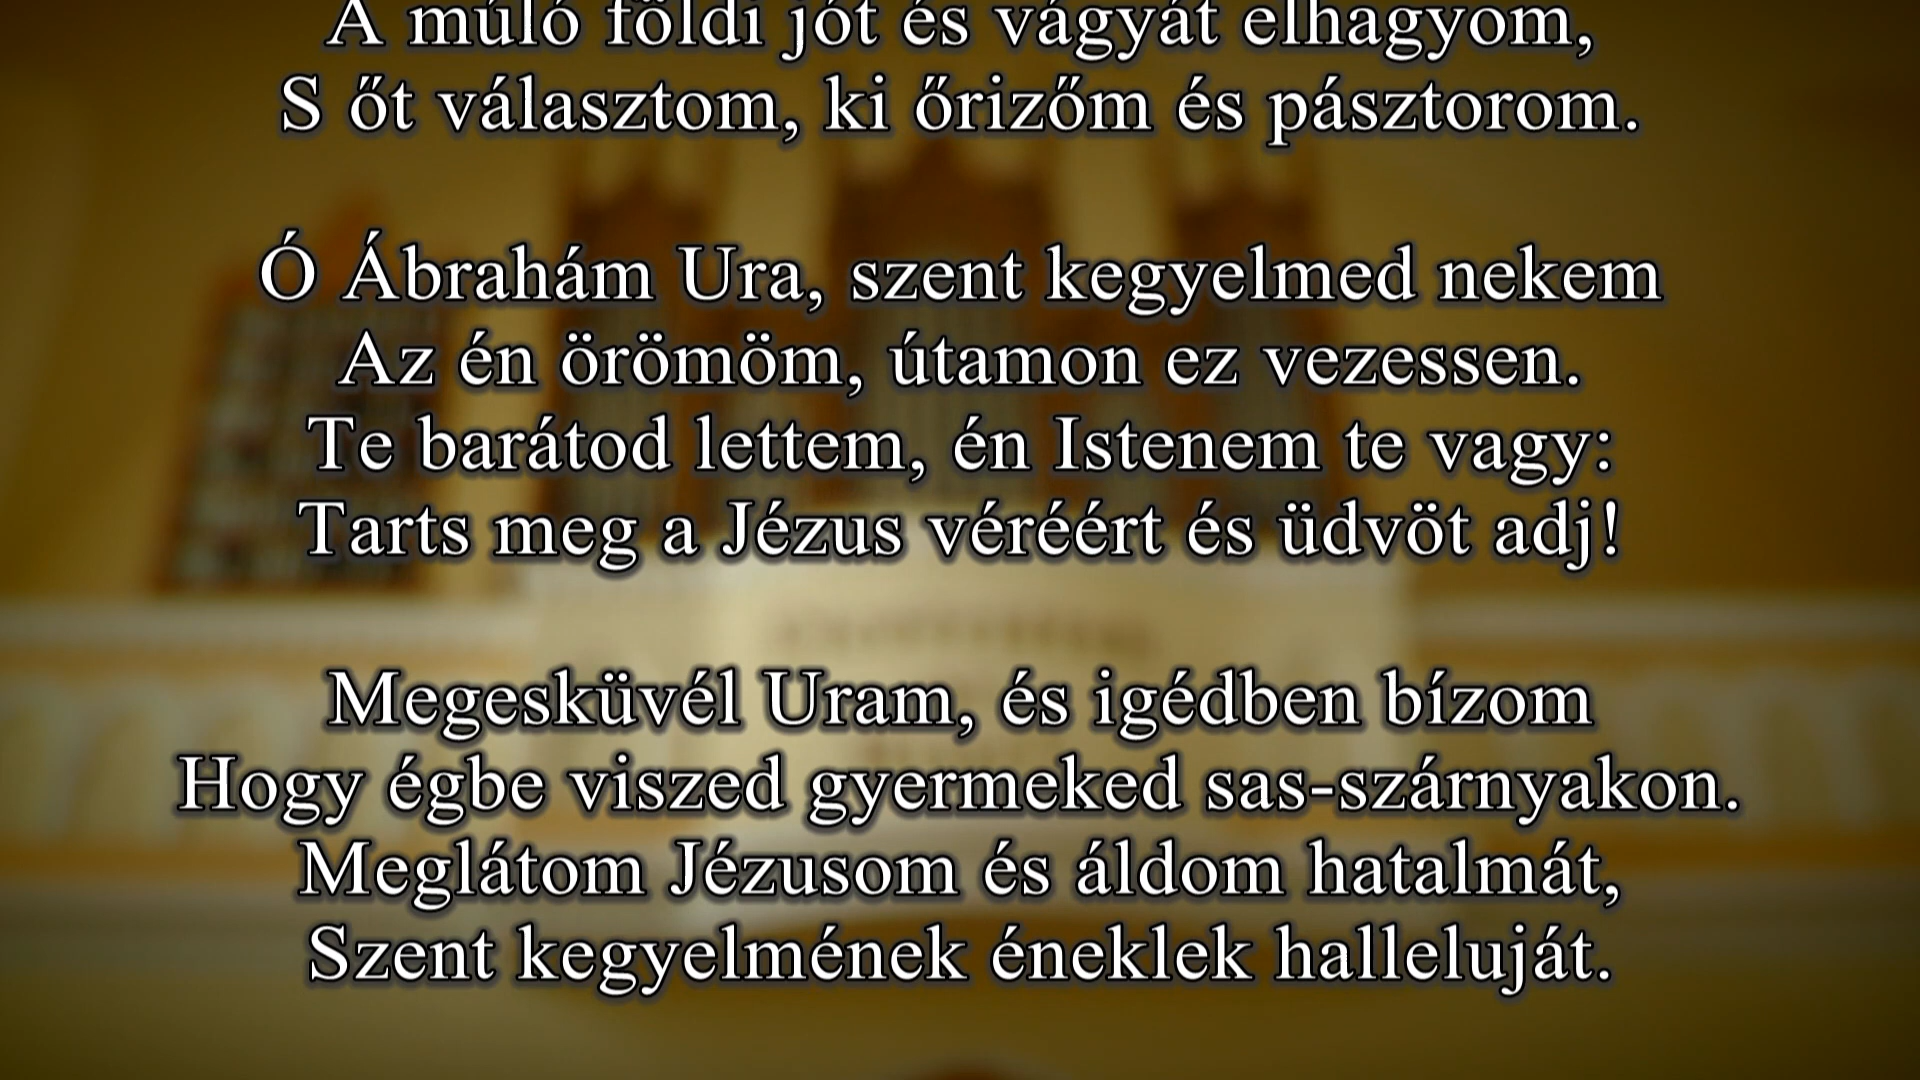 A múló földi jót és vágyát elhagyom,
S őt választom, ki őrizőm és pásztorom.
Ó Ábrahám Ura, szent kegyelmed nekem
Az én örömöm, útamon ez vezessen.
Te barátod lettem, én Istenem te vagy:
Tarts meg a Jézus véréért és üdvöt adj!
Megesküvél Uram, és igédben bízom
Hogy égbe viszed gyermeked sas-szárnyakon.
Meglátom Jézusom és áldom hatalmát,
Szent kegyelmének éneklek halleluját.